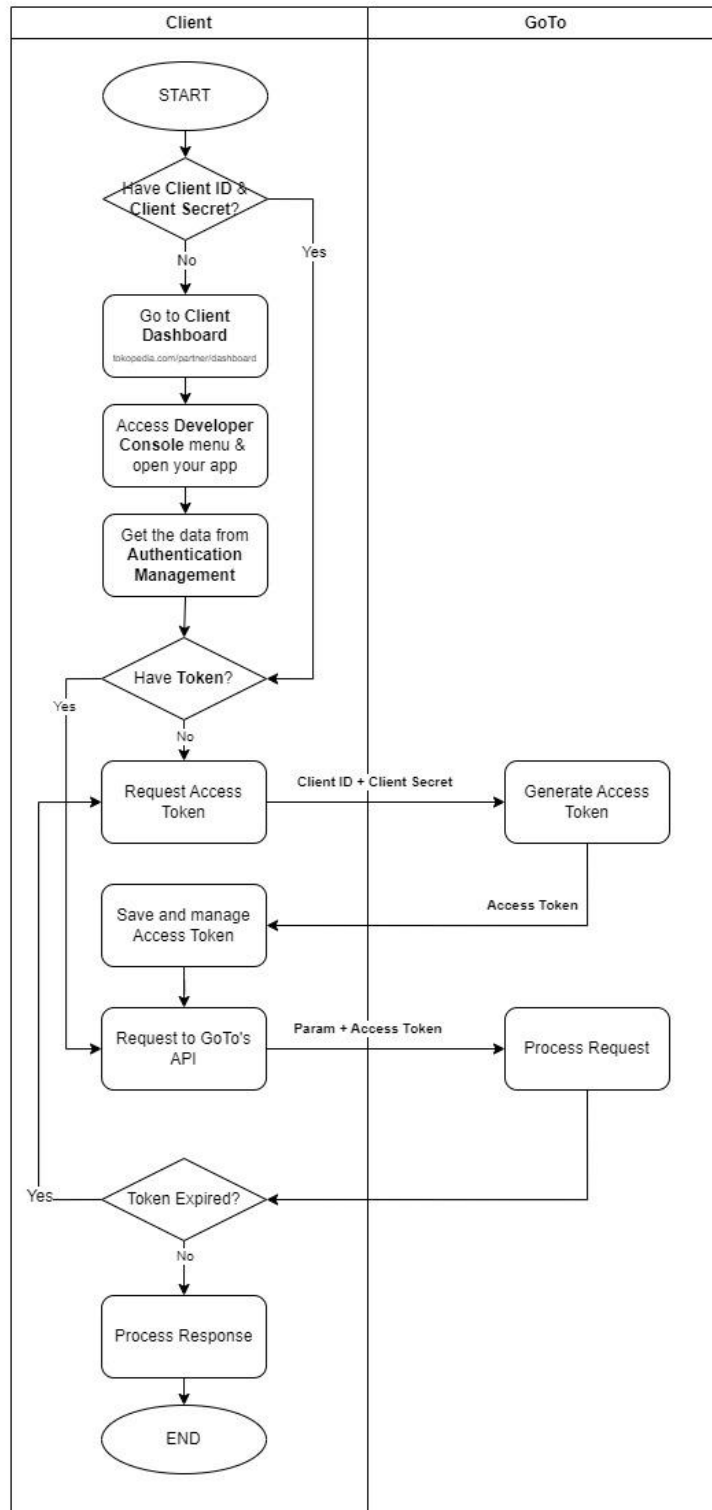 Client
GoTo
START
Have Client ID &
Client Secret?
Yes
No
Go to Client
Dashboard
tokopedia.com/partner/dashboard
Access Developer
Console menu &
open your app
Get the data from
Authentication
Management
Have Token?
Yes
No
Request Access
Token
Client ID + Client Secret
Generate Access
Token
Access Token
Save and manage
Access Token
Request to GoTo's
API
Param + Access Token
Process Request
Token Expired?
Yes
No
Process Response
END